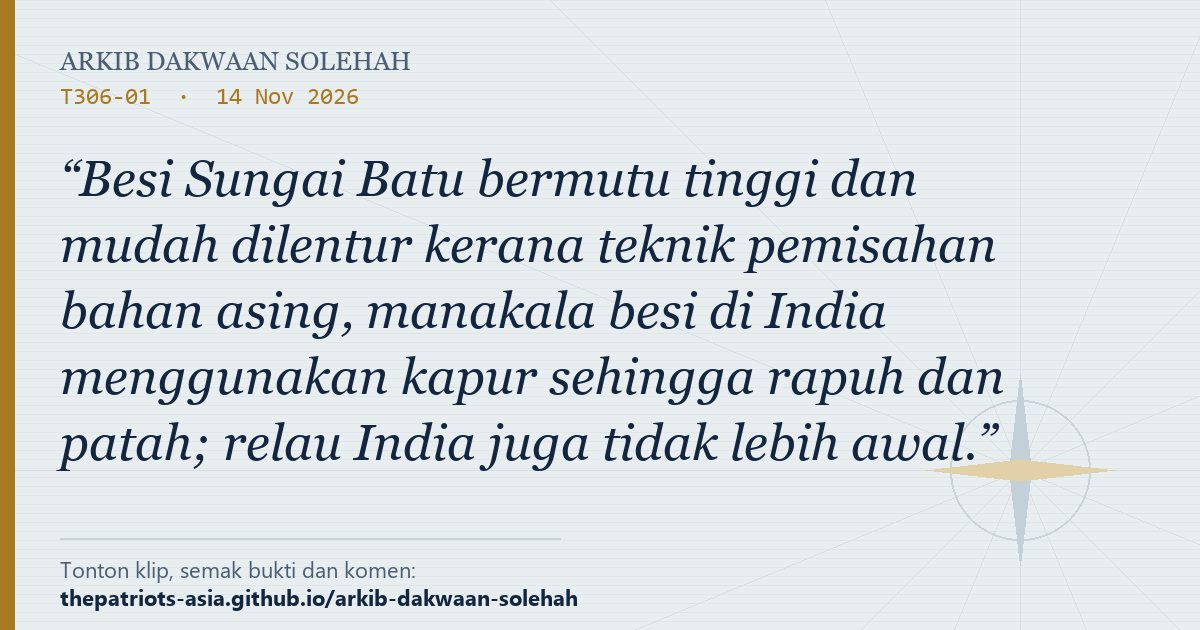 ARKIB DAKWAAN SOLEHAH
T306-01 · 14 Nov 2026
“Besi Sungai Batu bermutu tinggi dan
mudah dilentur kerana teknik pemisahan
bahan asing, manakala besi di India
menggunakan kapur sehingga rapuh dan
patah; relau India juga tidak lebih awal.”
Tonton klip, semak bukti dan komen:
thepatriots-asia.github.io/arkib-dakwaan-solehah